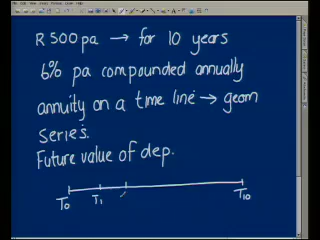 R500 pa → for 10 years
6% pa compounded annually
annuity on a time line → geom
series.
Future value of dep.
T0 T1 T10